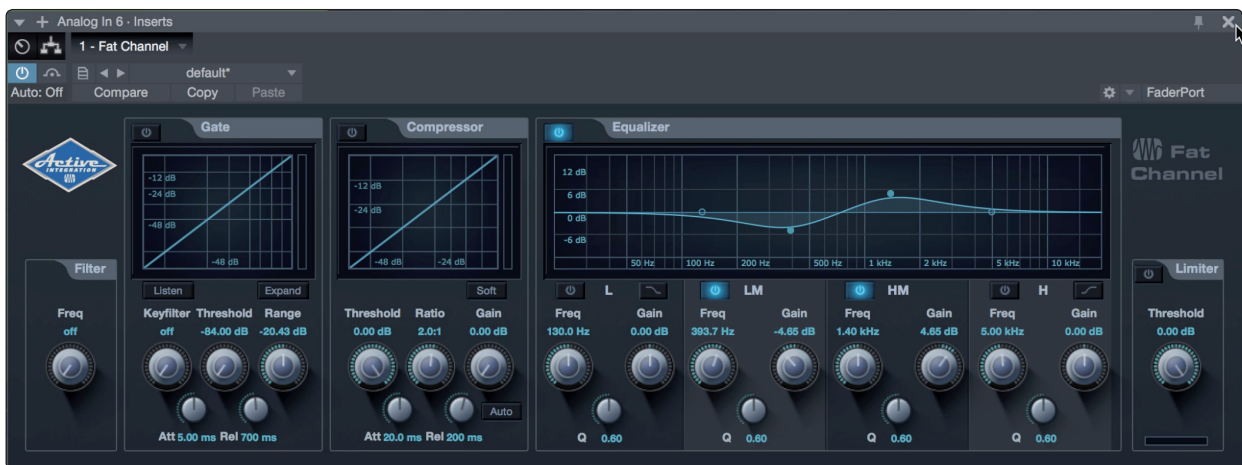 Analog In 6 · Inserts
1 - Fat Channel
default*
Auto: Off Compare Copy Paste FaderPort
Active
INTEGRATION
Filter
Freq
off
Gate
-12 dB
-24 dB
-48 dB
-48 dB
Listen Expand
Keyfilter Threshold Range
off -84.00 dB -20.43 dB
Att 5.00 ms Rel 700 ms
Compressor
-12 dB
-24 dB
-48 dB -24 dB
Soft
Threshold Ratio Gain
0.00 dB 2.0:1 0.00 dB
Auto
Att 20.0 ms Rel 200 ms
Equalizer
12 dB
6 dB
0 dB
-6 dB
50 Hz 100 Hz 200 Hz 500 Hz 1 kHz 2 kHz 5 kHz 10 kHz
L LM HM H
Freq Gain Freq Gain Freq Gain Freq Gain
130.0 Hz 0.00 dB 393.7 Hz -4.65 dB 1.40 kHz 4.65 dB 5.00 kHz 0.00 dB
Q 0.60 Q 0.60 Q 0.60 Q 0.60
Fat
Channel
Limiter
Threshold
0.00 dB